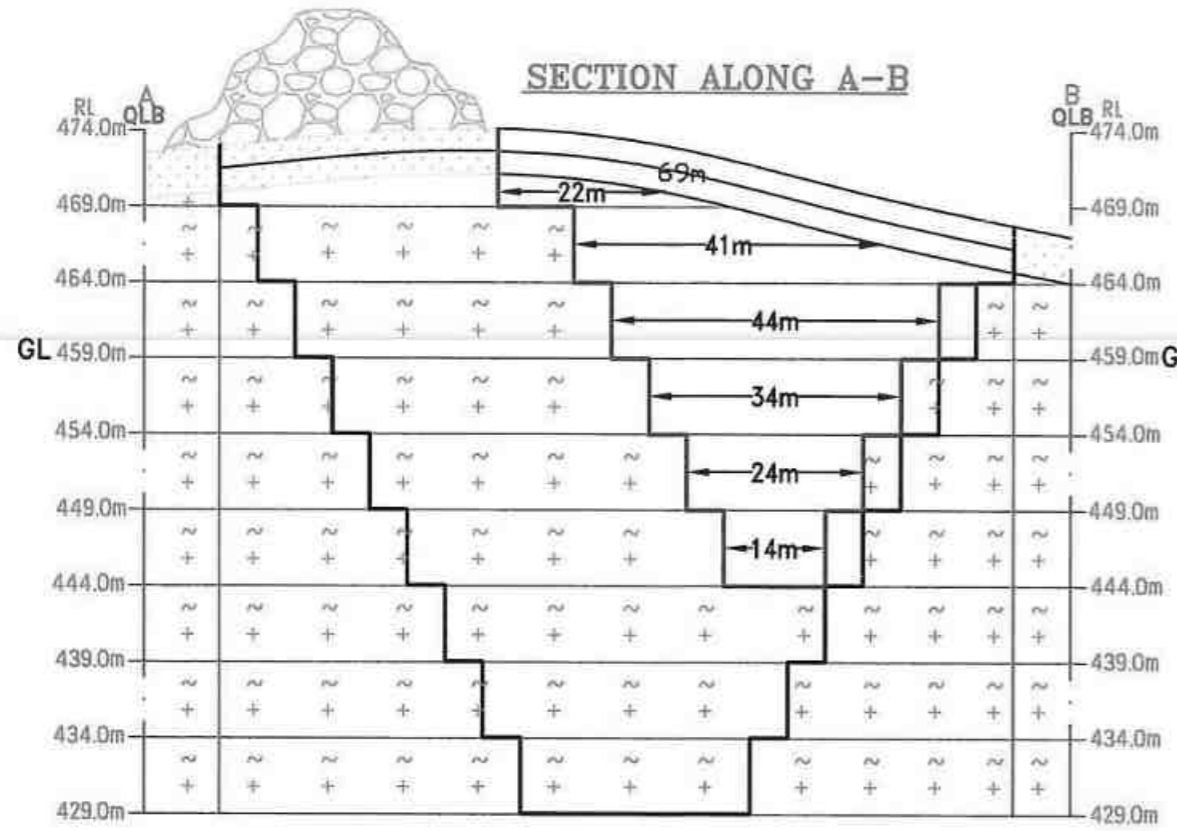 SECTION ALONG A-B
RL A
QLB
B
QLB RL
474.0m
474.0m
69m
22m
469.0m
469.0m
41m
464.0m
464.0m
44m
GL 459.0m
459.0m G
34m
454.0m
454.0m
24m
449.0m
449.0m
14m
444.0m
444.0m
439.0m
439.0m
434.0m
434.0m
429.0m
429.0m